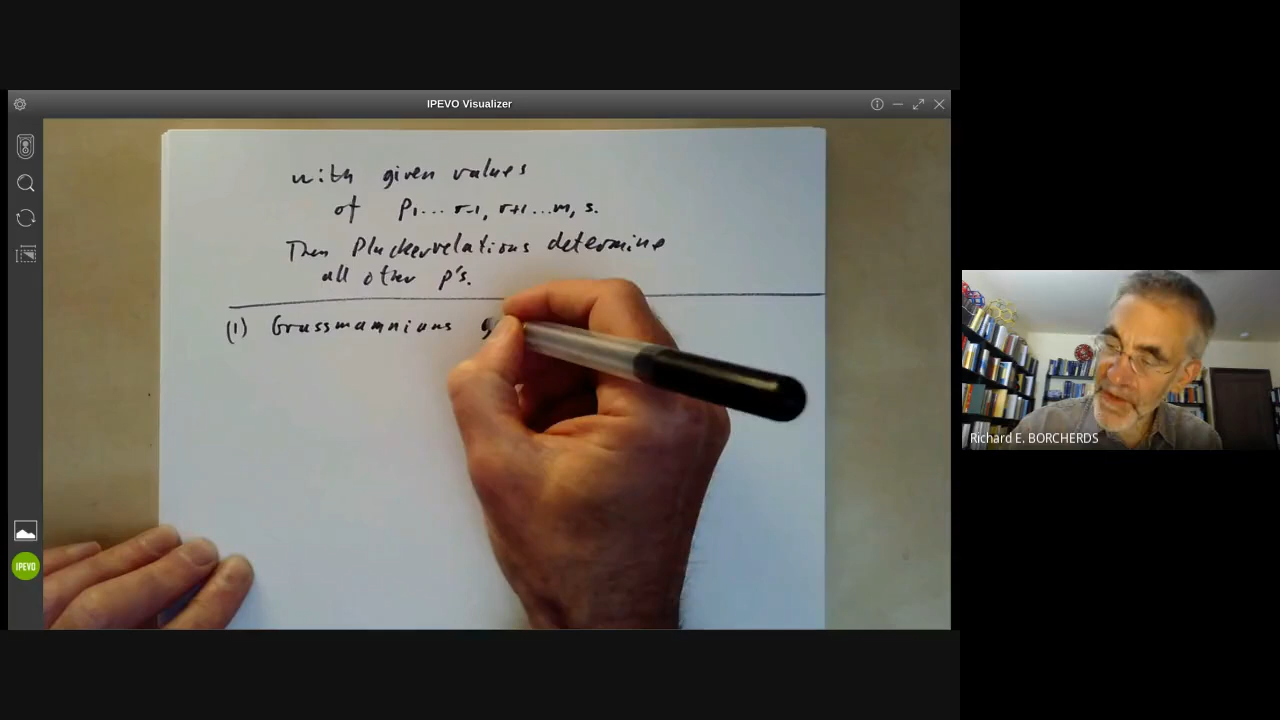 IPEVO Visualizer
with given values
of p1...r-1, r+1...m, s.
Then Pluckerrelations determine
all other p's.
(1) Grassmannians
IPEVO
Richard E. BORCHERDS